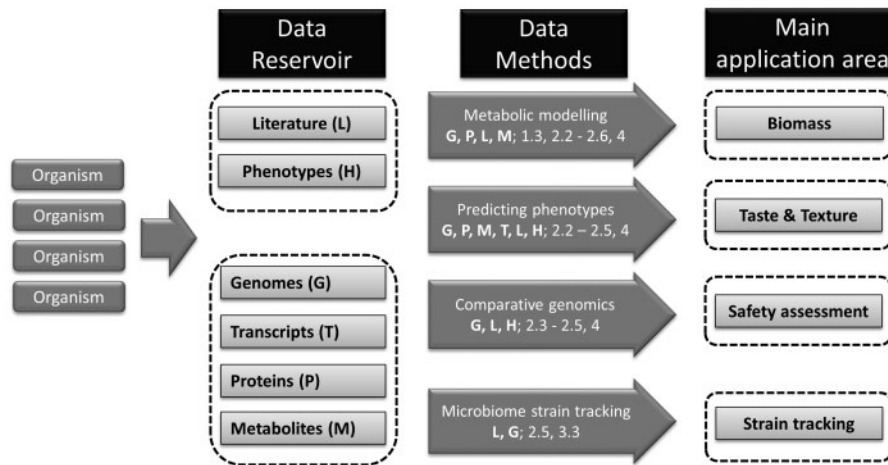 Data
Reservoir
Data
Methods
Main
application area
Organism
Organism
Organism
Organism
Literature (L)
Phenotypes (H)
Genomes (G)
Transcripts (T)
Proteins (P)
Metabolites (M)
Metabolic modelling
G, P, L, M; 1.3, 2.2 - 2.6, 4
Predicting phenotypes
G, P, M, T, L, H; 2.2 – 2.5, 4
Comparative genomics
G, L, H; 2.3 - 2.5, 4
Microbiome strain tracking
L, G; 2.5, 3.3
Biomass
Taste & Texture
Safety assessment
Strain tracking